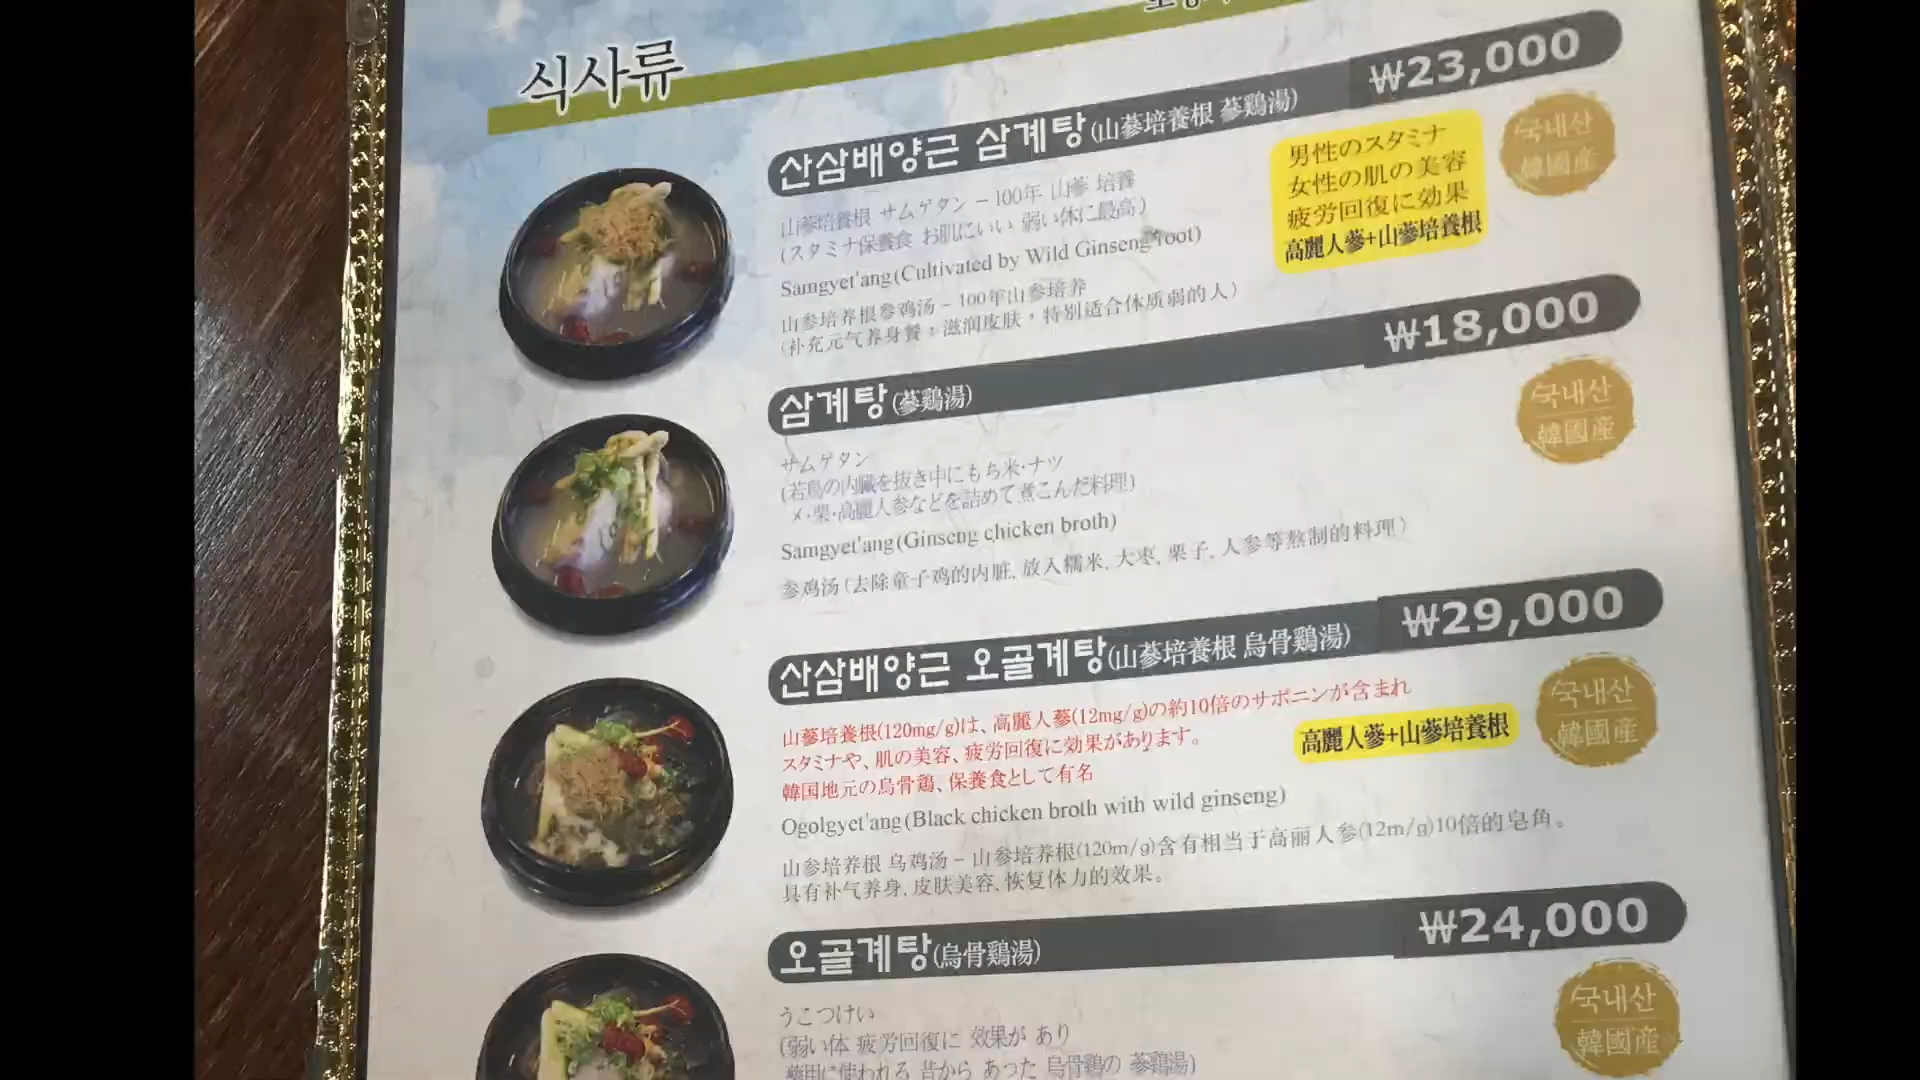 식사류
산삼배양근 삼계탕(山蔘培養根 蔘鷄湯) ₩23,000
山蔘培養根 サムゲタン – 100年 山蔘 培養
(スタミナ保養食 お肌にいい 弱い体に最高)
Samgyet'ang(Cultivated by Wild Ginseng root)
山参培养根参鸡汤 – 100年山参培养
(补充元气养身餐；滋润皮肤，特别适合体质弱的人)
男性のスタミナ
女性の肌の美容
疲労回復に効果
高麗人蔘+山蔘培養根
국내산
韓國産
삼계탕(蔘鷄湯) ₩18,000
サムゲタン
(若鳥の内臓を抜き中にもち米·ナツ
メ·栗·高麗人参などを詰めて煮こんだ料理)
Samgyet'ang(Ginseng chicken broth)
参鸡汤(去除童子鸡的内脏, 放入糯米, 大枣, 栗子, 人参等熬制的料理)
국내산
韓國産
산삼배양근 오골계탕(山蔘培養根 烏骨鷄湯) ₩29,000
山蔘培養根(120mg/g)は、高麗人蔘(12mg/g)の約10倍のサポニンが含まれ
スタミナや、肌の美容、疲労回復に効果があります。
韓国地元の烏骨鶏、保養食として有名
高麗人蔘+山蔘培養根
Ogolgyet'ang(Black chicken broth with wild ginseng)
山参培养根 乌鸡汤 – 山参培养根(120m/g)含有相当于高丽人参(12m/g)10倍的皂角。
具有补气养身, 皮肤美容, 恢复体力的效果。
국내산
韓國産
오골계탕(烏骨鷄湯) ₩24,000
うこつけい
(弱い体 疲労回復に 効果が あり
薬用に使われる 昔から あった 烏骨鶏の 蔘鶏湯)
국내산
韓國産